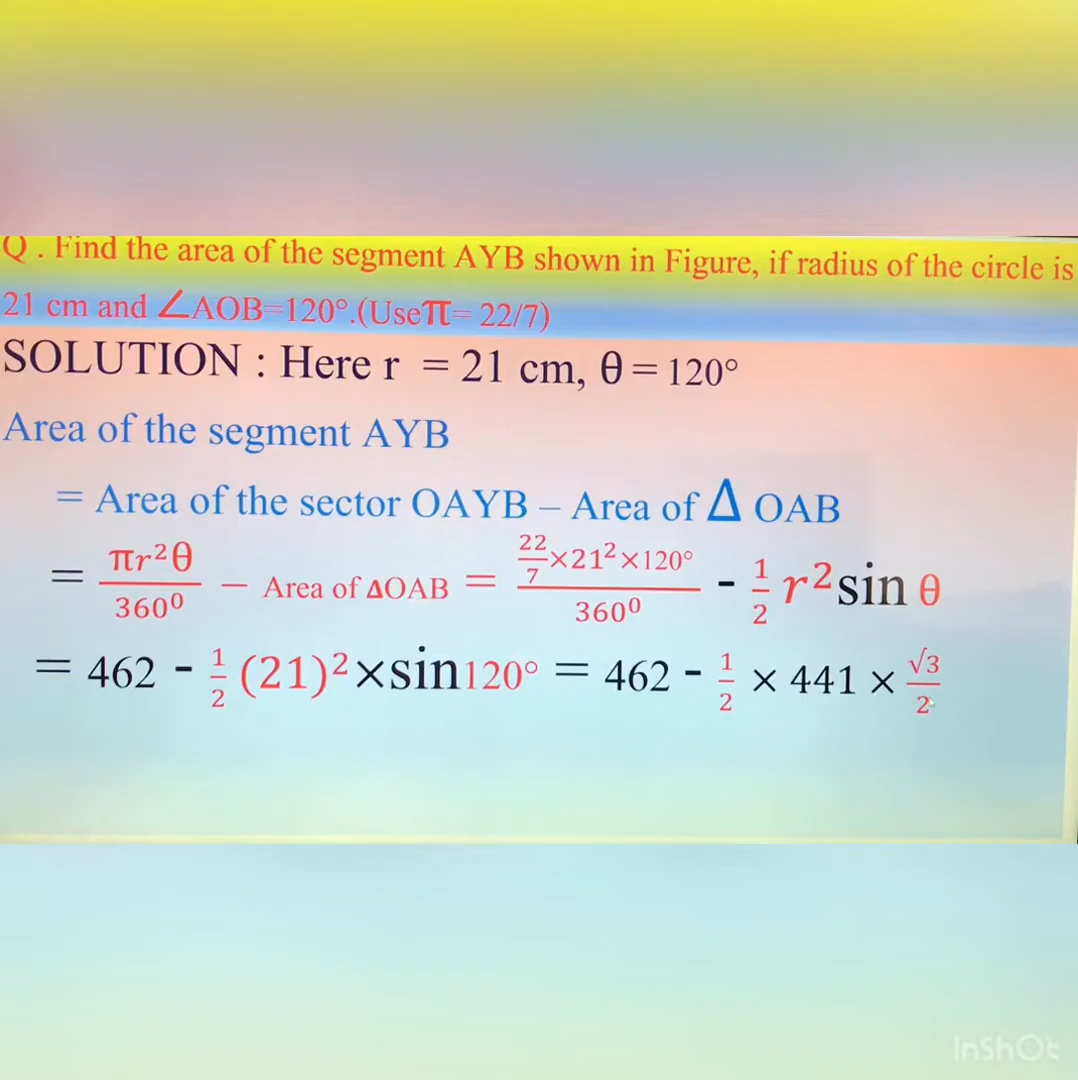 Q . Find the area of the segment AYB shown in Figure, if radius of the circle is
21 cm and ∠AOB=120°.(Useπ= 22/7)
SOLUTION : Here r = 21 cm, θ = 120°
Area of the segment AYB
= Area of the sector OAYB – Area of Δ OAB
= πr²θ/360⁰ − Area of ΔOAB = 22/7×21²×120°/360⁰ - 1/2 r² sin θ
= 462 - 1/2 (21)²×sin120° = 462 - 1/2 × 441 × √3/2
InShOt